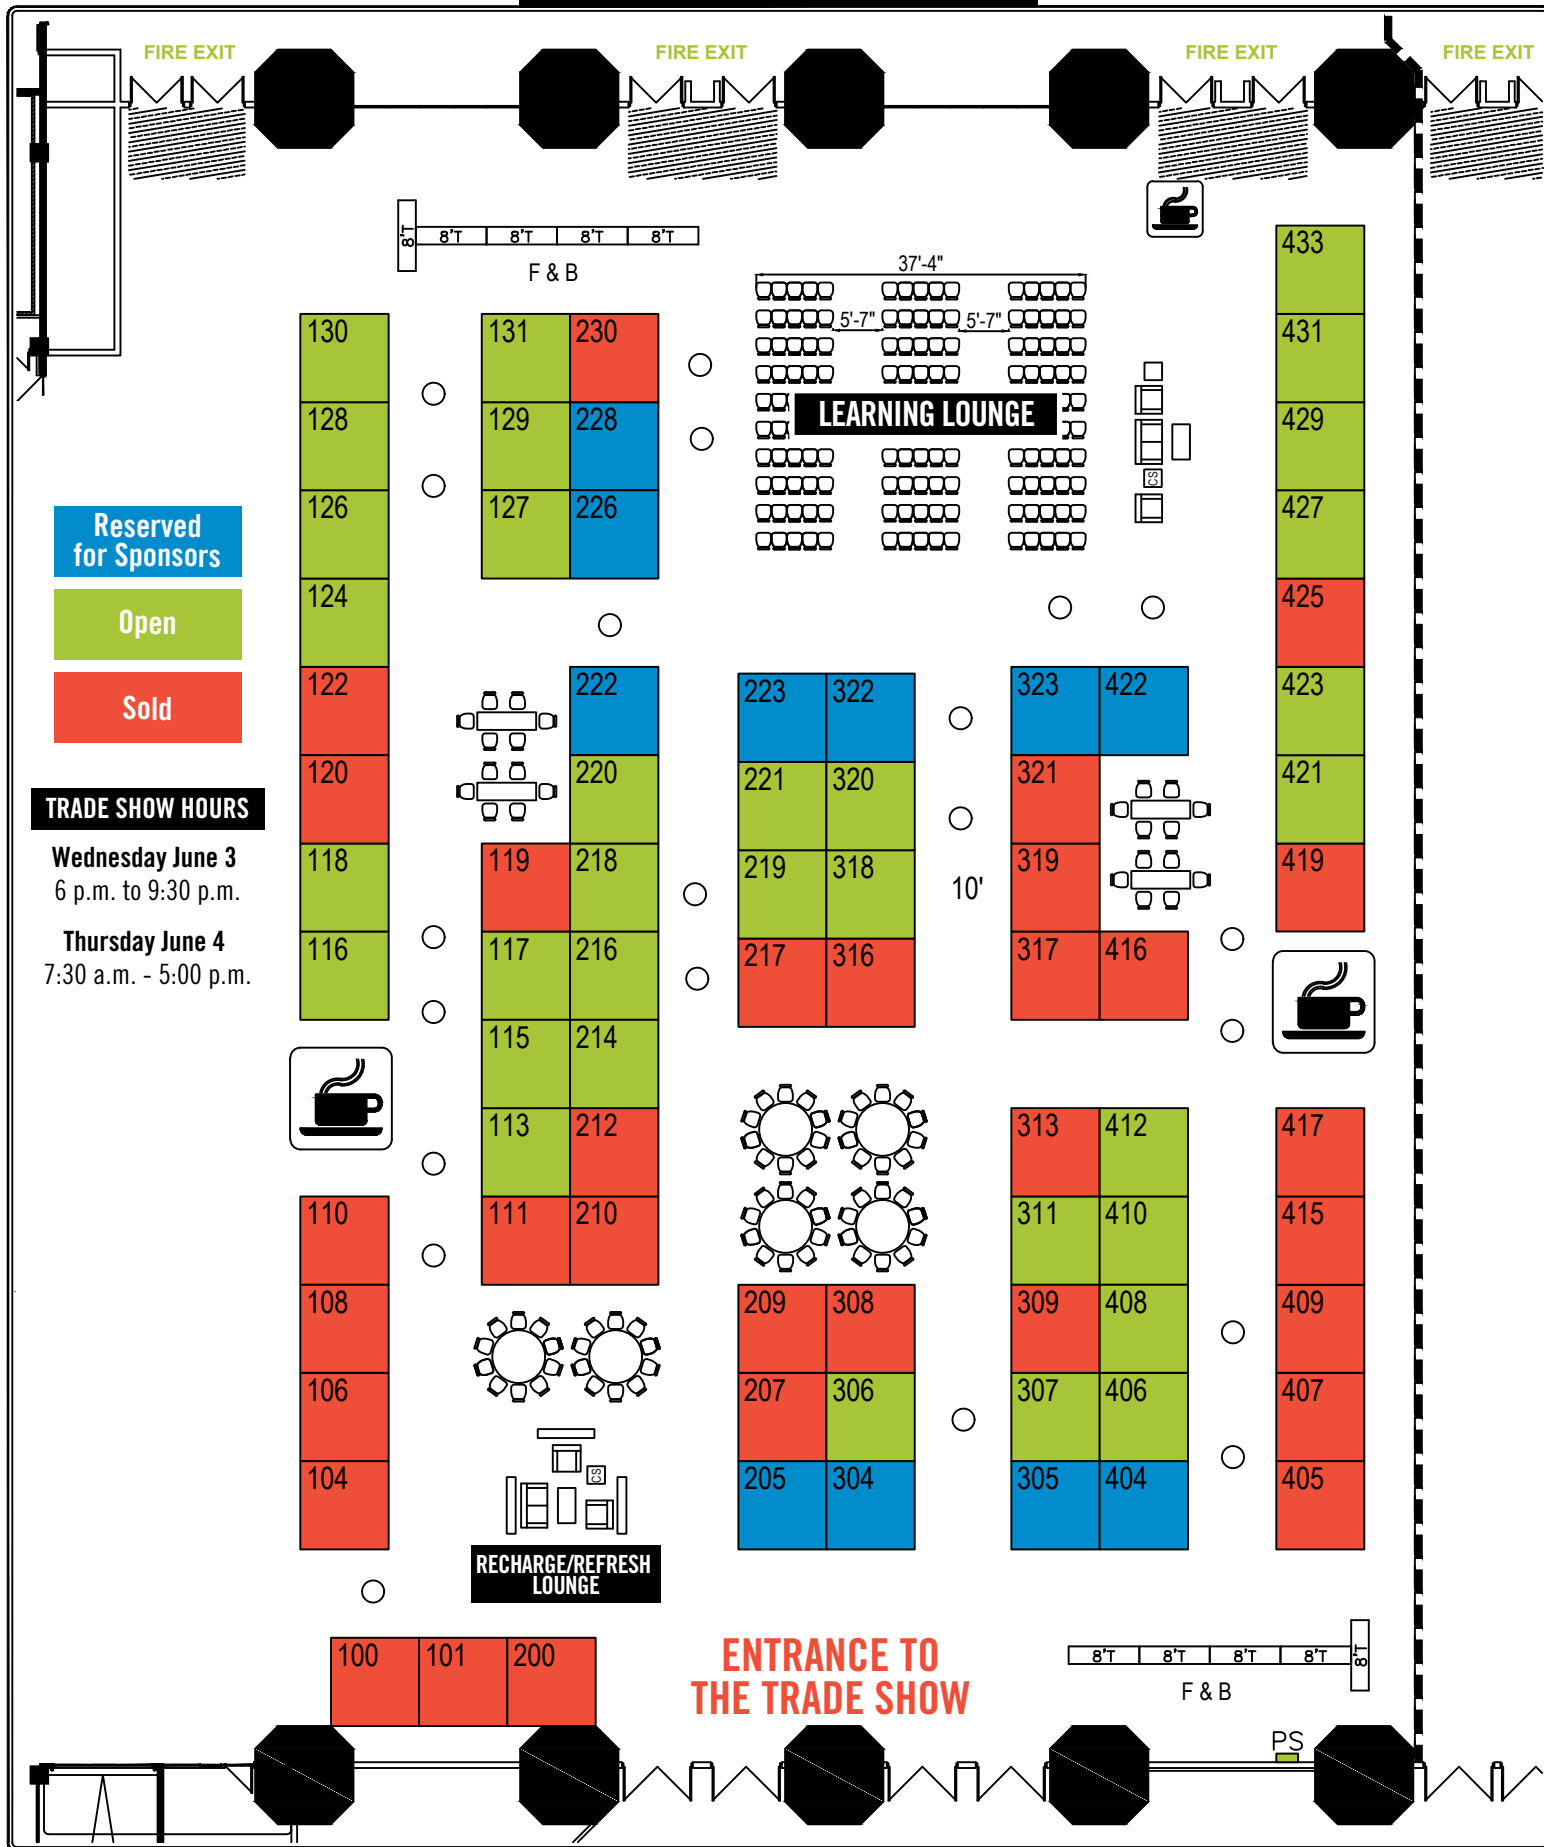 FIRE EXIT FIRE EXIT FIRE EXIT FIRE EXIT
8'T 8'T 8'T 8'T 8'T
F & B
37'-4"
5'-7" 5'-7"
LEARNING LOUNGE
CS
433
130 131 230 431
128 129 228 429
126 127 226 427
124 425
122 222 223 322 323 422 423
120 220 221 320 321 421
118 119 218 219 318 319 419
10'
116 117 216 217 316 317 416
115 214
113 212 313 412 417
110 111 210 311 410 415
108 209 308 309 408 409
106 207 306 307 406 407
104 205 304 305 404 405
Reserved
for Sponsors
Open
Sold
TRADE SHOW HOURS
Wednesday June 3
6 p.m. to 9:30 p.m.
Thursday June 4
7:30 a.m. - 5:00 p.m.
CS
RECHARGE/REFRESH
LOUNGE
100 101 200
ENTRANCE TO
THE TRADE SHOW
8'T 8'T 8'T 8'T 8'T
F & B
PS